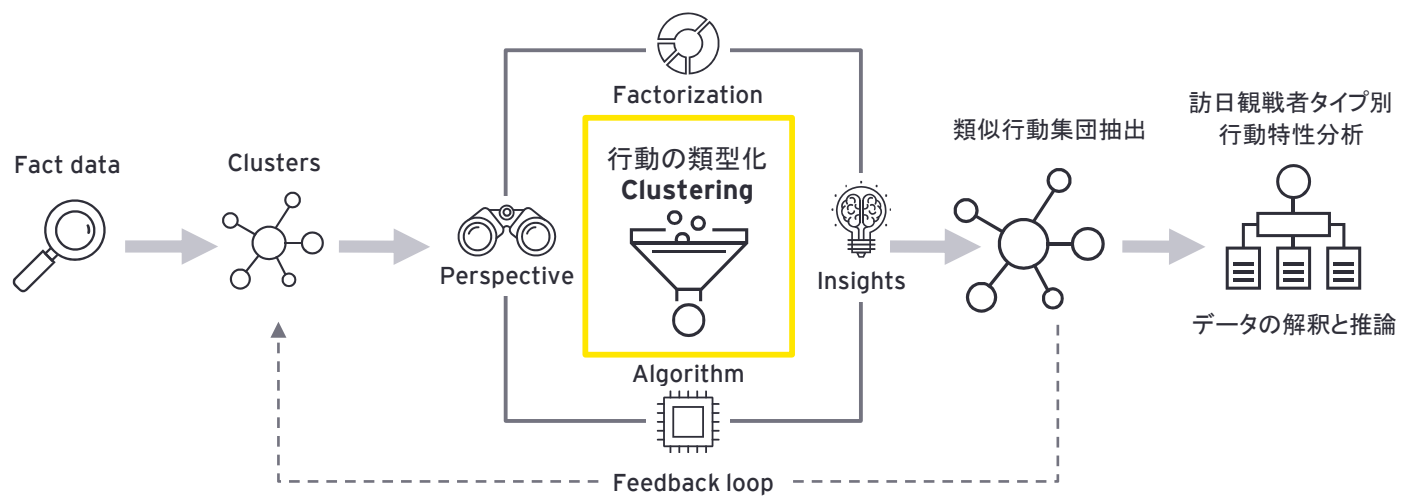 Fact data
Clusters
Perspective
Factorization
行動の類型化
Clustering
Algorithm
Insights
類似行動集団抽出
訪日観戦者タイプ別
行動特性分析
データの解釈と推論
Feedback loop